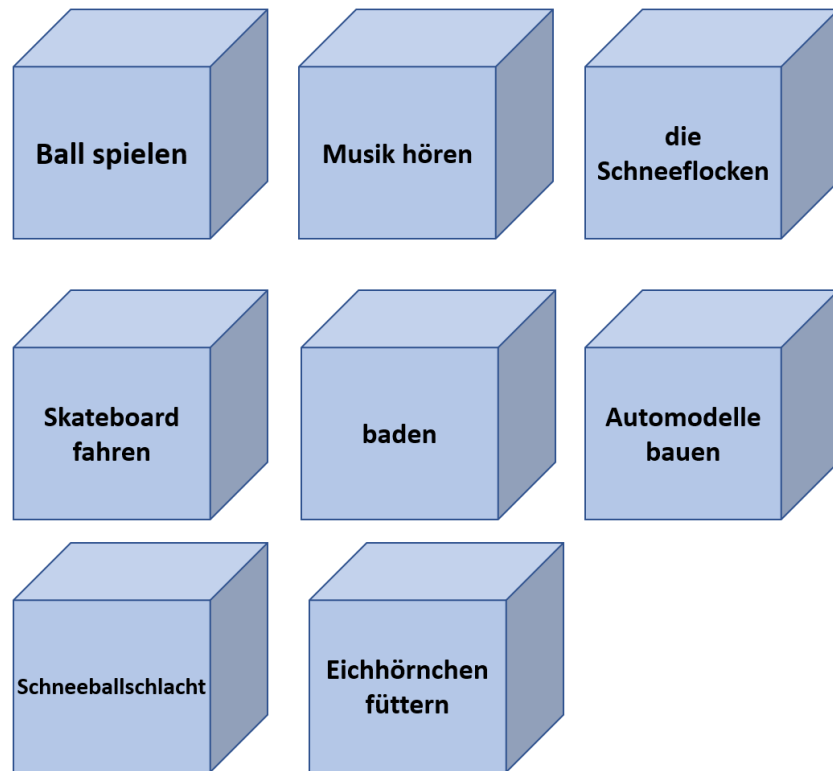 Ball spielen
Musik hören
die
Schneeflocken
Skateboard
fahren
baden
Automodelle
bauen
Schneeballschlacht
Eichhörnchen
füttern